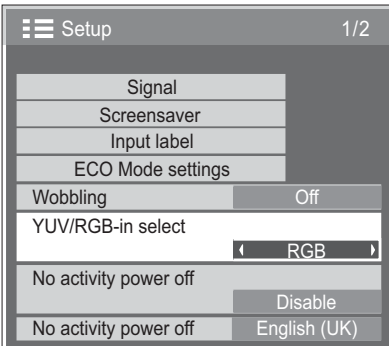 Setup 1/2
Signal
Screensaver
Input label
ECO Mode settings
Wobbling Off
YUV/RGB-in select
RGB
No activity power off
Disable
No activity power off English (UK)